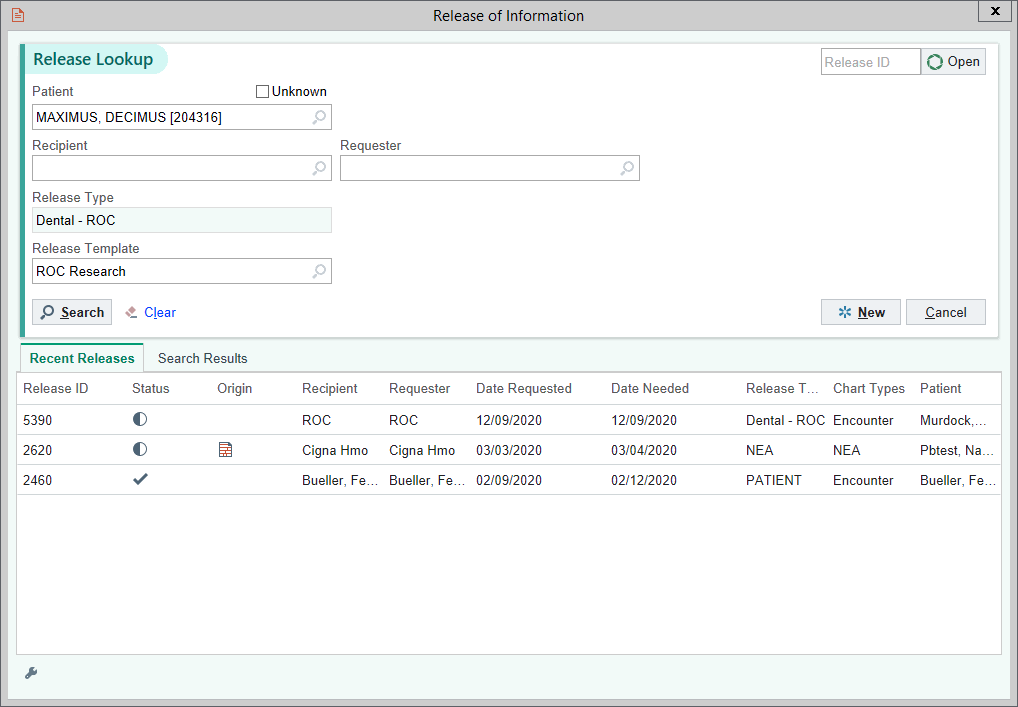 Release of Information
x
Release Lookup
Release ID
Open
Patient
Unknown
MAXIMUS, DECIMUS [204316]
Recipient Requester
Release Type
Dental - ROC
Release Template
ROC Research
Search Clear New Cancel
Recent Releases Search Results
Release ID Status Origin Recipient Requester Date Requested Date Needed Release T... Chart Types Patient
5390 ROC ROC 12/09/2020 12/09/2020 Dental - ROC Encounter Murdock,...
2620 Cigna Hmo Cigna Hmo 03/03/2020 03/04/2020 NEA NEA Pbtest, Na...
2460 Bueller, Fe... Bueller, Fe... 02/09/2020 02/12/2020 PATIENT Encounter Bueller, Fe...